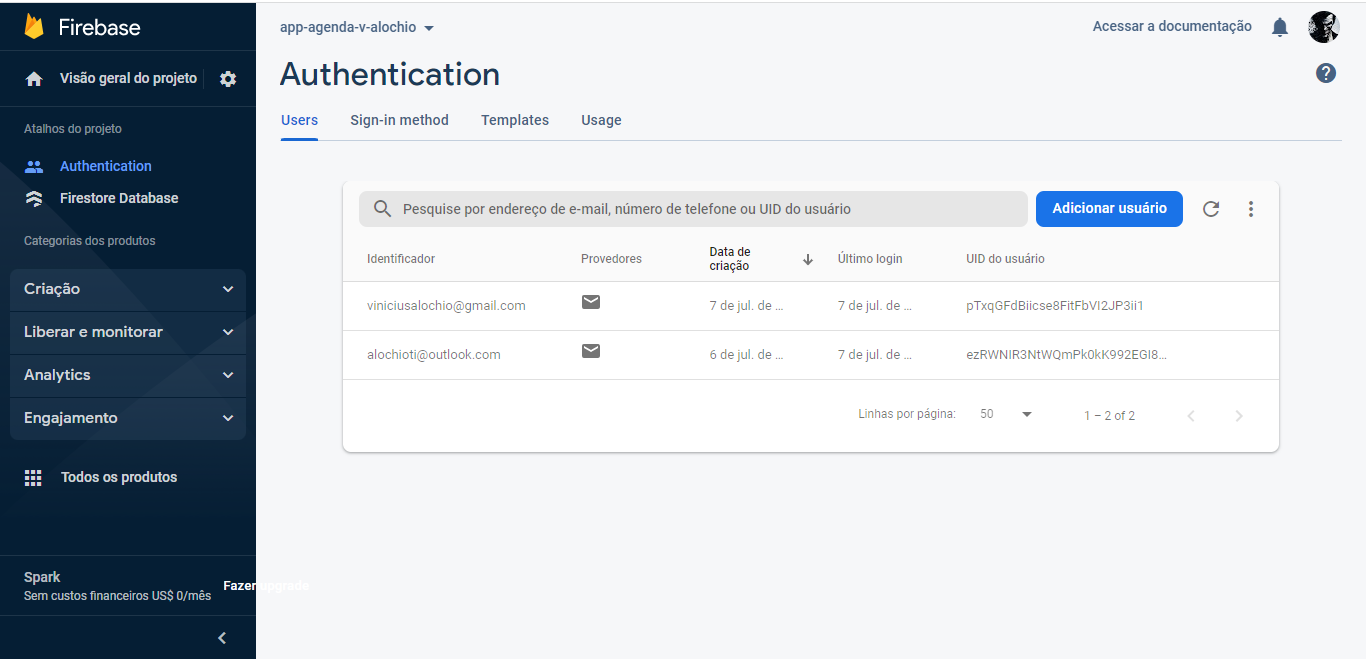 Firebase
Visão geral do projeto
Atalhos do projeto
Authentication
Firestore Database
Categorias dos produtos
Criação
Liberar e monitorar
Analytics
Engajamento
Todos os produtos
Spark
Sem custos financeiros US$ 0/mês
Fazer upgrade
app-agenda-v-alochio
Acessar a documentação
Authentication
Users Sign-in method Templates Usage
Pesquise por endereço de e-mail, número de telefone ou UID do usuário
Adicionar usuário
Identificador Provedores Data de criação Último login UID do usuário
viniciusalochio@gmail.com 7 de jul. de ... 7 de jul. de ... pTxqGFdBiicse8FitFbVI2JP3ii1
alochioti@outlook.com 6 de jul. de ... 7 de jul. de ... ezRWNIR3NtWQmPk0kK992EGI8...
Linhas por página: 50 1 – 2 of 2